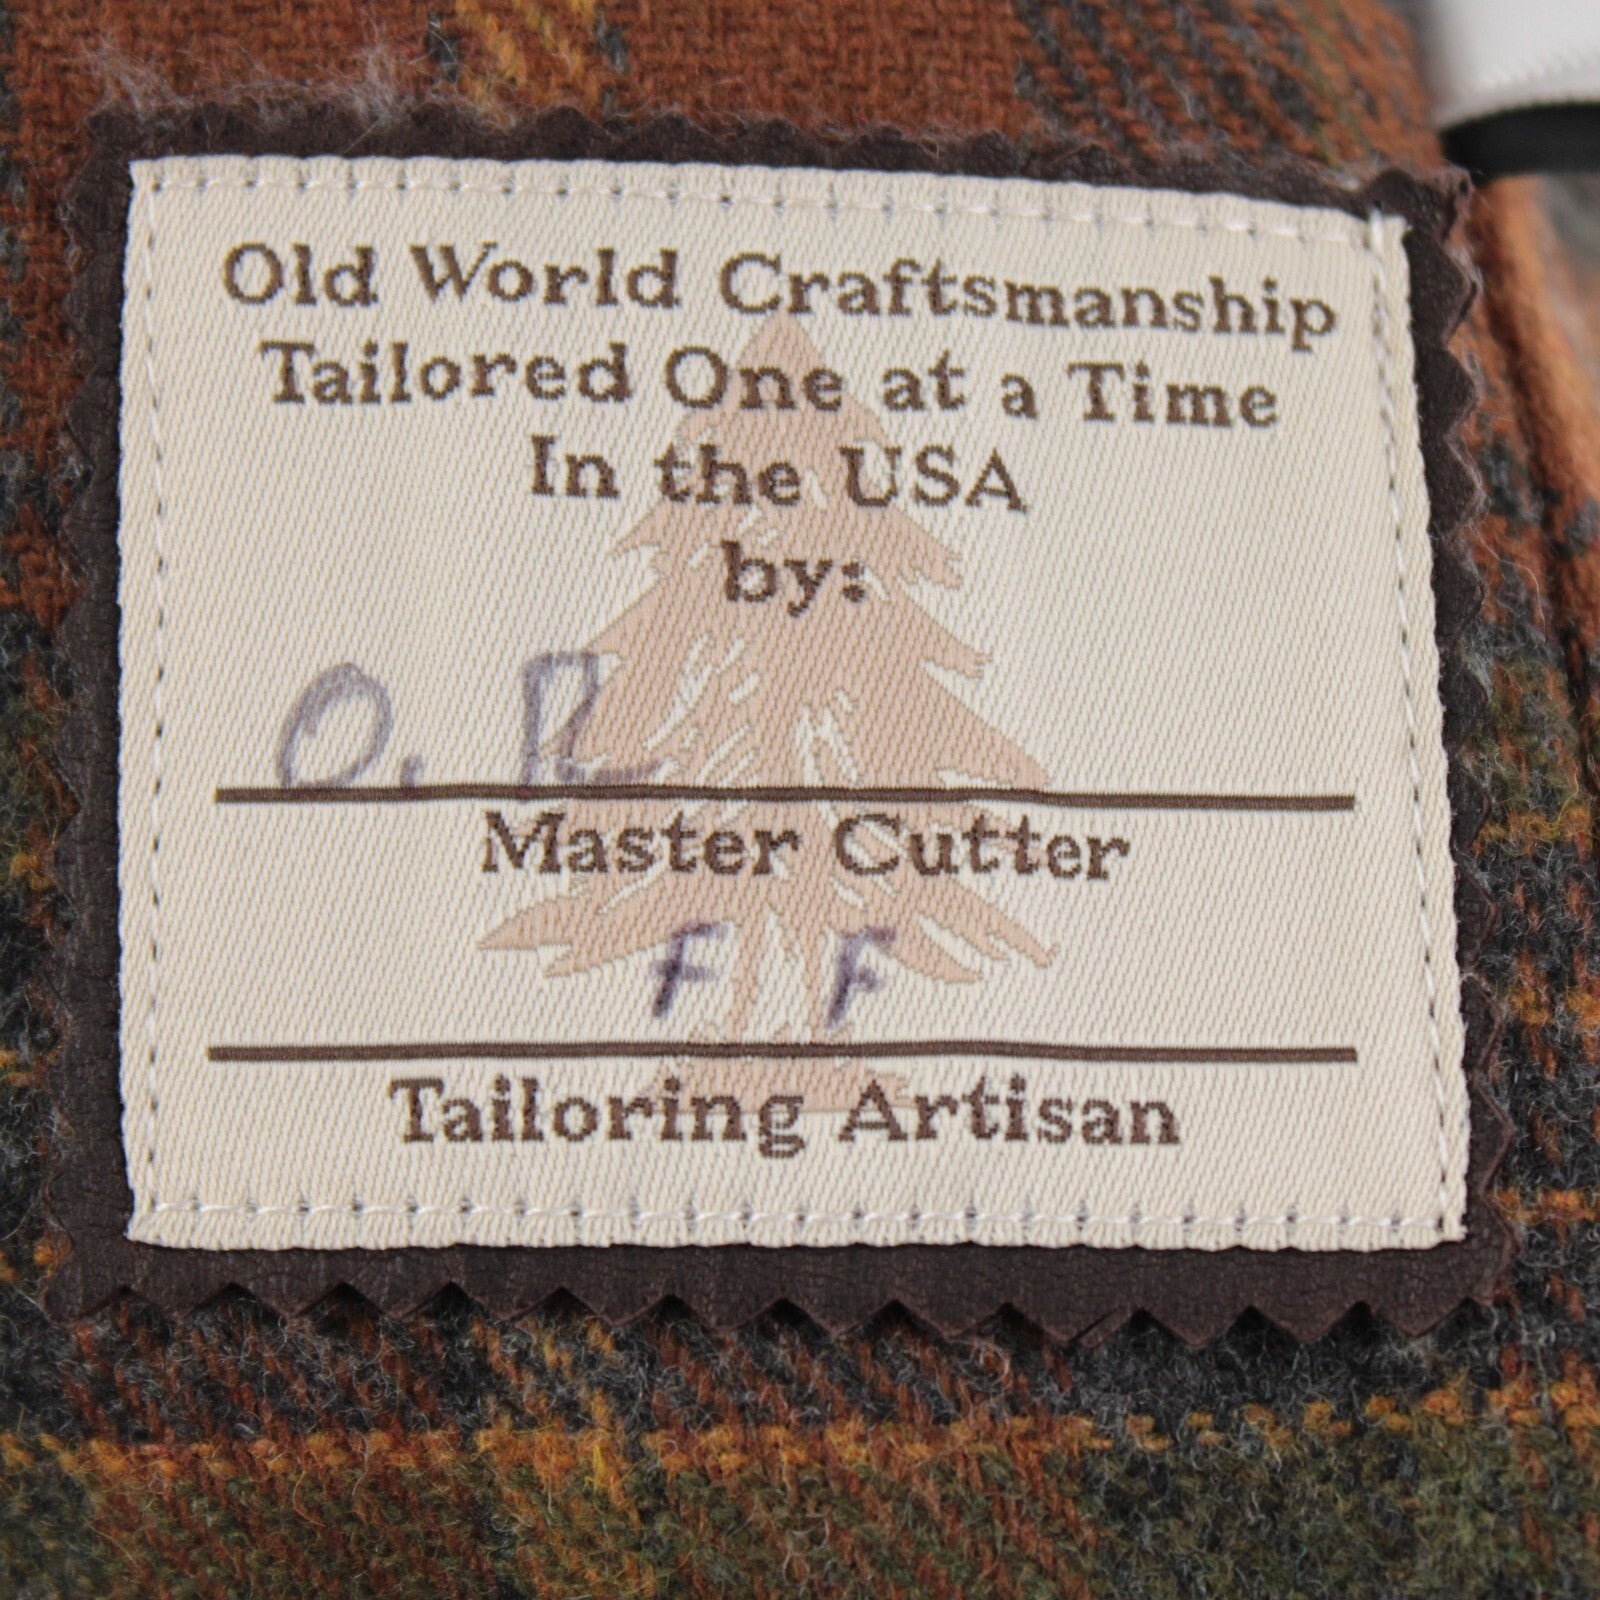 Old World Craftsmanship
Tailored One at a Time
In the USA
by:
O. R
Master Cutter
F F
Tailoring Artisan